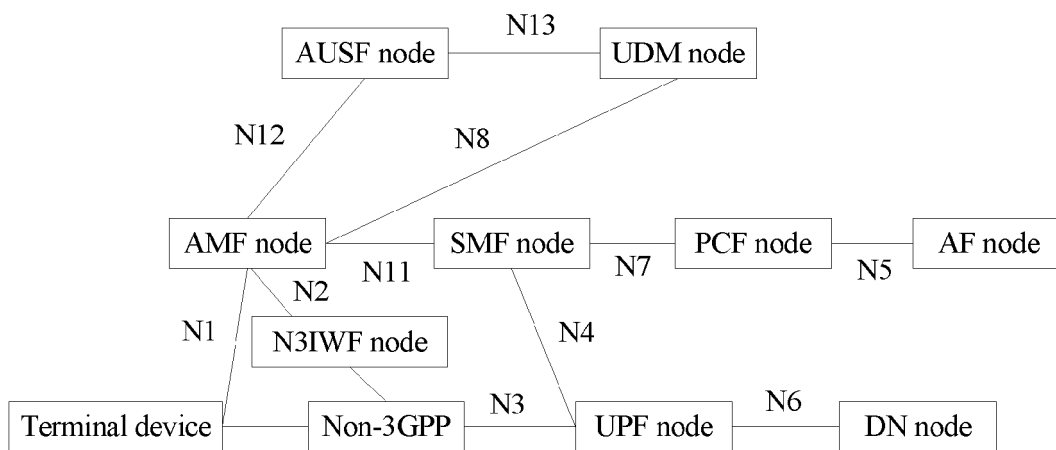 N13
AUSF node
UDM node
N12
N8
AMF node
SMF node
PCF node
AF node
N11
N7
N5
N2
N1
N3IWF node
N4
Terminal device
Non-3GPP
N3
UPF node
N6
DN node